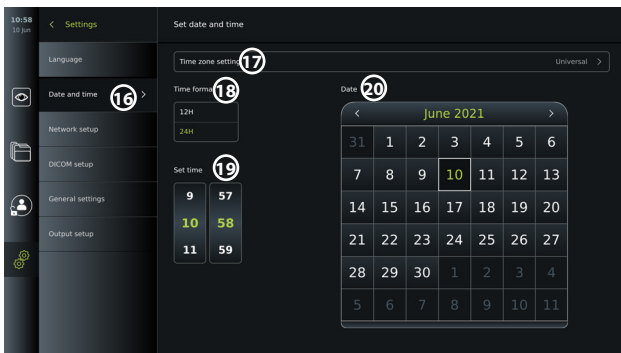 10:58
10 Jun
< Settings
Set date and time
Language
Date and time >
Network setup
DICOM setup
General settings
Output setup
16
Time zone setting
17
Universal >
Time forma
18
12H
24H
Set time
19
9 57
10 58
11 59
Date
20
< June 2021 >
31 1 2 3 4 5 6
7 8 9 10 11 12 13
14 15 16 17 18 19 20
21 22 23 24 25 26 27
28 29 30 1 2 3 4
5 6 7 8 9 10 11